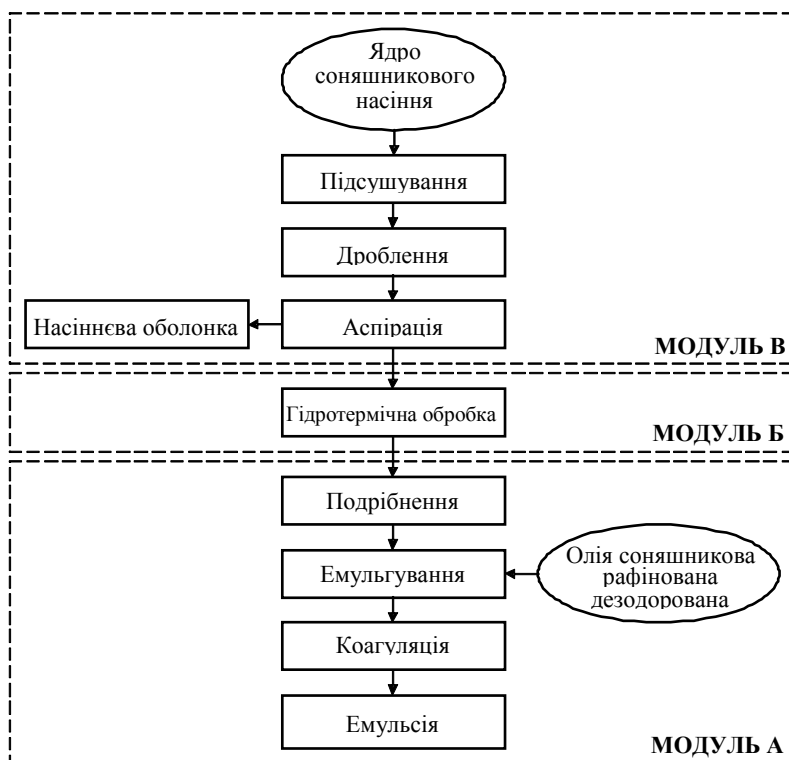 Ядро
соняшникового
насіння
Підсушування
Дроблення
Насіннєва оболонка
Аспірація
МОДУЛЬ В
Гідротермічна обробка
МОДУЛЬ Б
Подрібнення
Емульгування
Олія соняшникова
рафінована
дезодорована
Коагуляція
Емульсія
МОДУЛЬ А